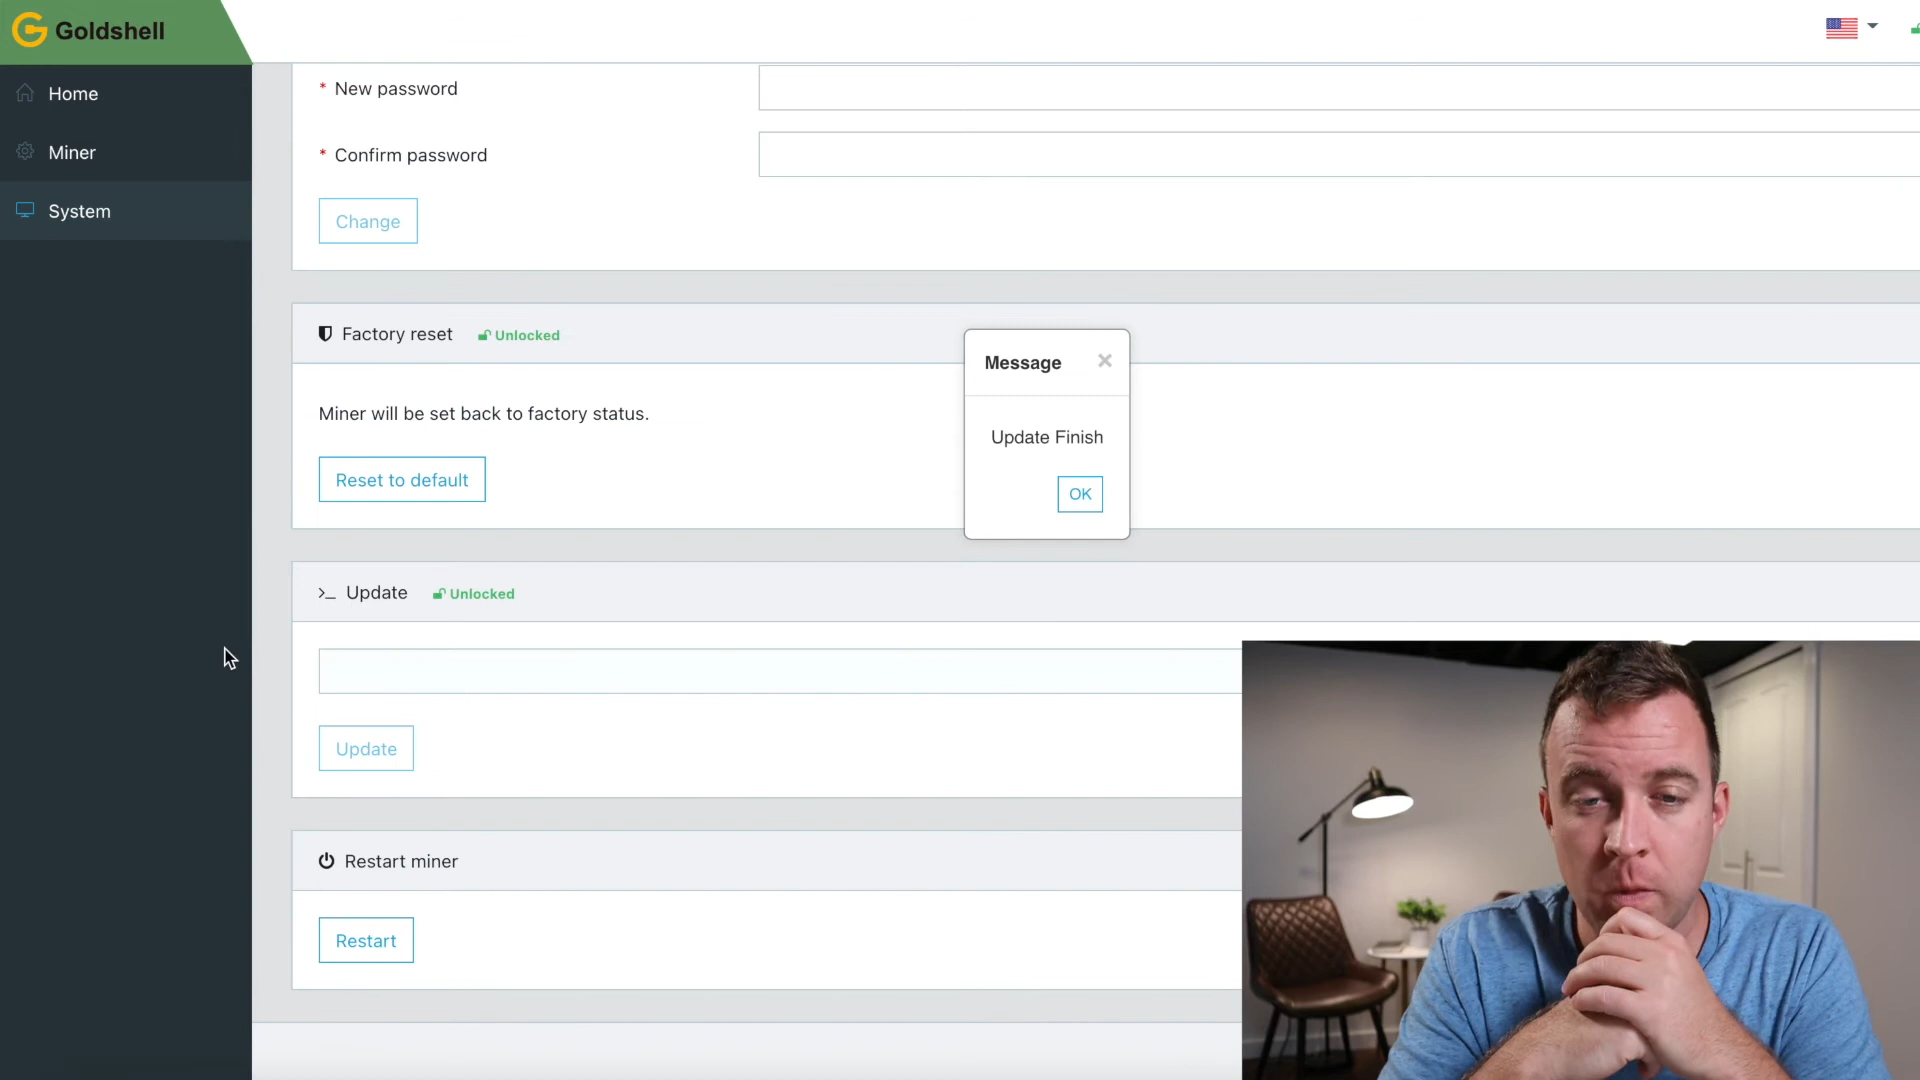 Goldshell
Home
Miner
System
* New password
* Confirm password
Change
Factory reset Unlocked
Miner will be set back to factory status.
Reset to default
Message ×
Update Finish
OK
>_ Update Unlocked
Update
Restart miner
Restart